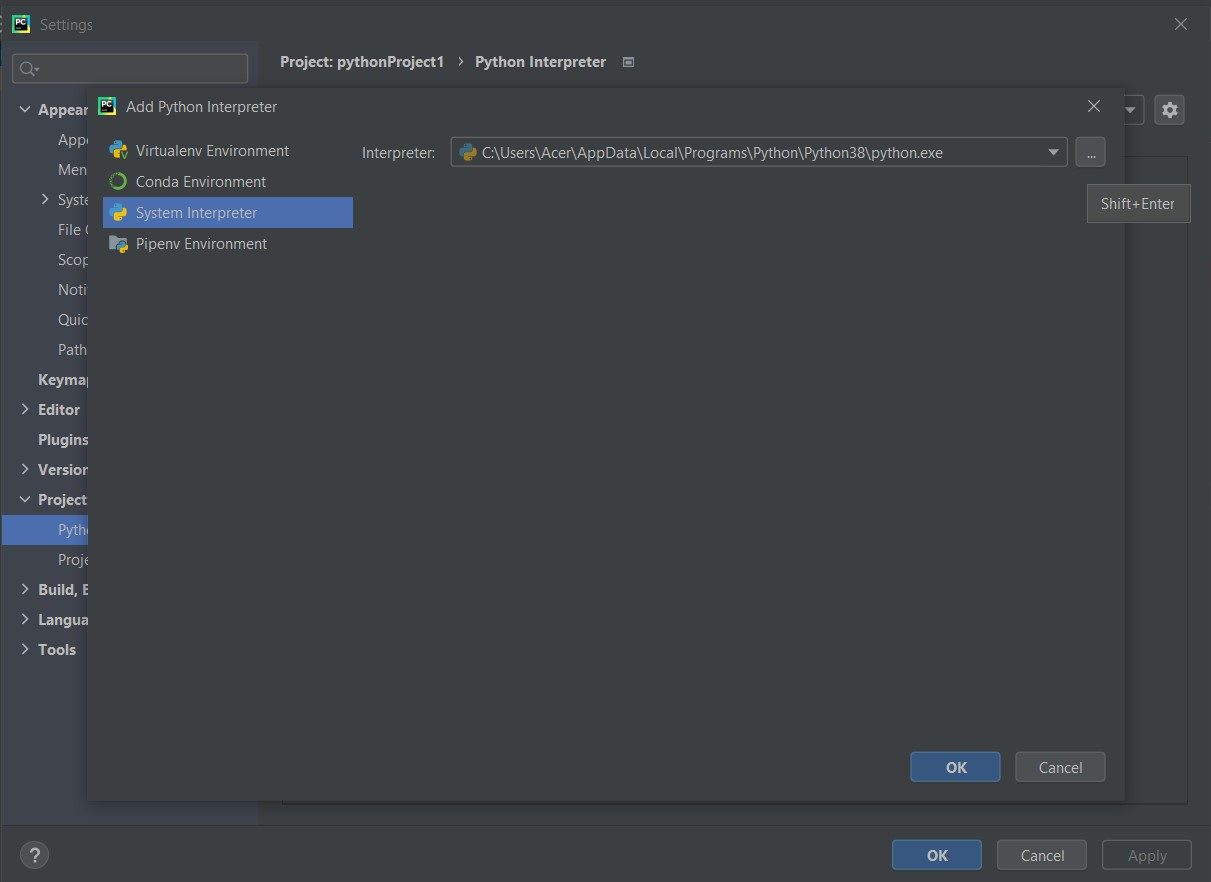 Settings
Project: pythonProject1 › Python Interpreter
Add Python Interpreter
Virtualenv Environment
Conda Environment
System Interpreter
Pipenv Environment
Interpreter: C:\Users\Acer\AppData\Local\Programs\Python\Python38\python.exe ...
Shift+Enter
Appear
Appe
Men
Syste
File
Scop
Noti
Quic
Path
Keymap
Editor
Plugins
Version
Project
Pytho
Proje
Build, E
Langua
Tools
OK Cancel
? OK Cancel Apply